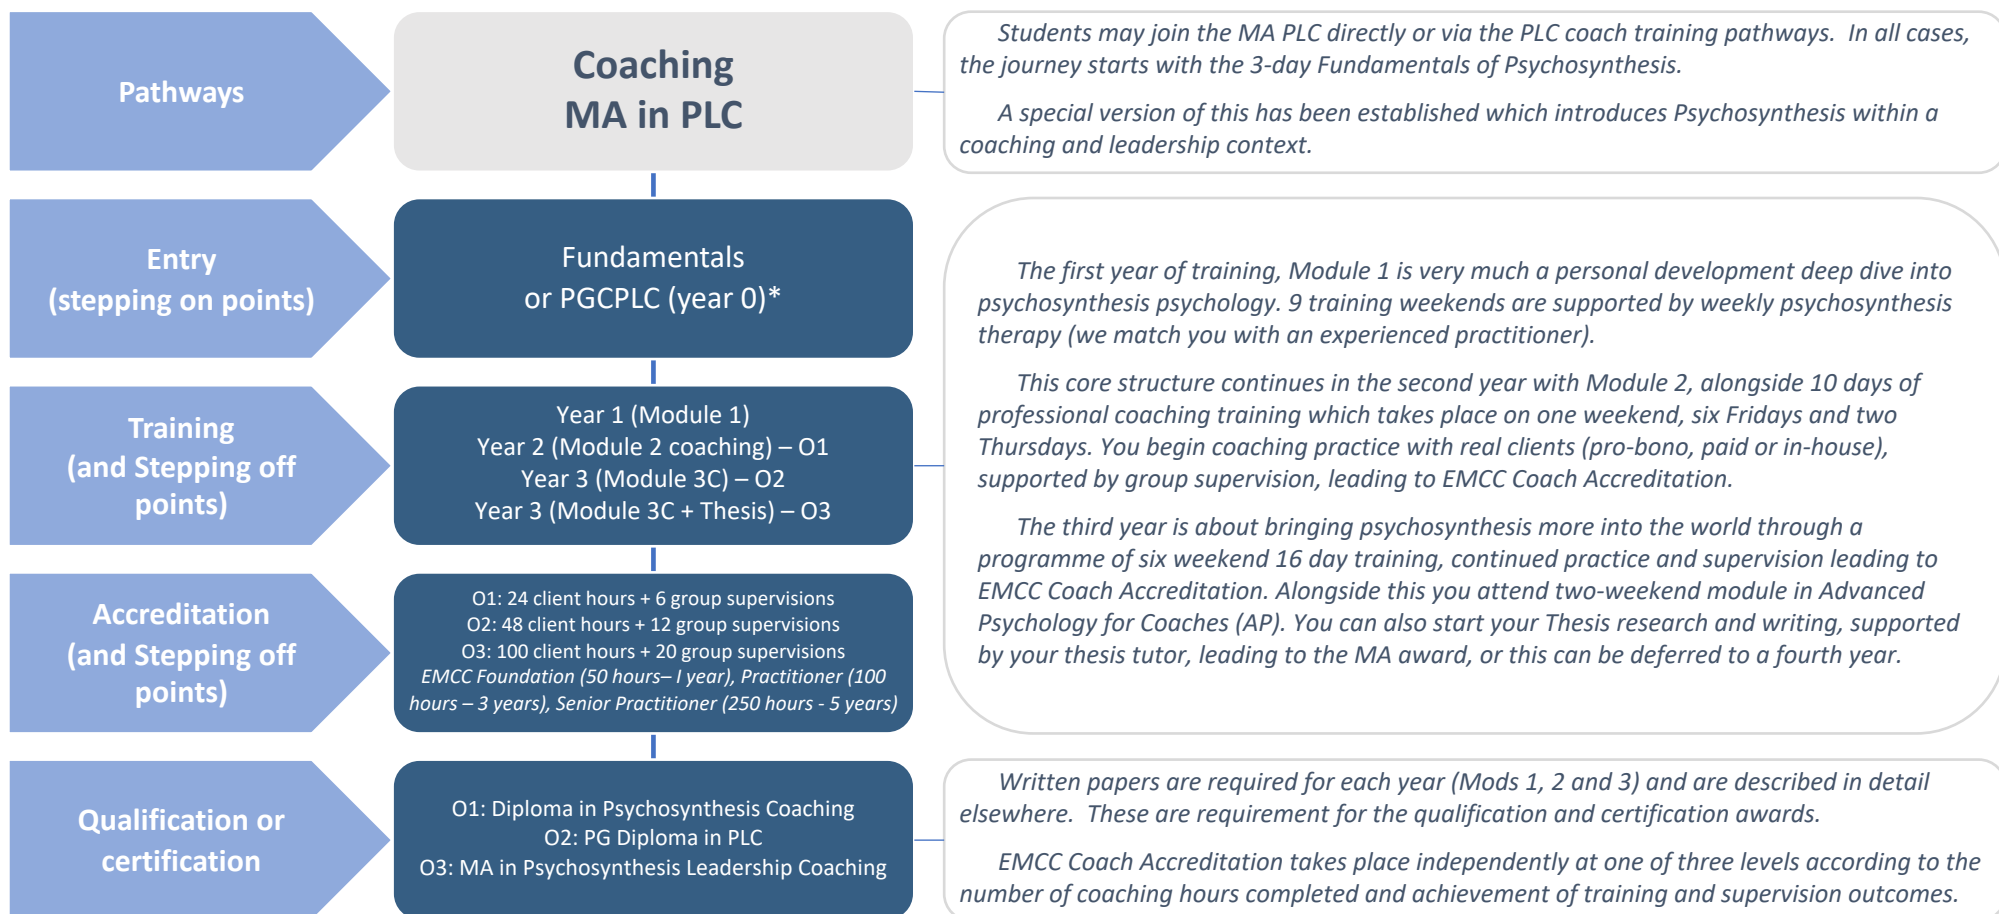 Pathways
Coaching
MA in PLC
Students may join the MA PLC directly or via the PLC coach training pathways.  In all cases,
the journey starts with the 3-day Fundamentals of Psychosynthesis.
A special version of this has been established which introduces Psychosynthesis within a
coaching and leadership context.
Entry
(stepping on points)
Fundamentals
or PGCPLC (year 0)*
Training
(and Stepping off
points)
Year 1 (Module 1)
Year 2 (Module 2 coaching) – O1
Year 3 (Module 3C) – O2
Year 3 (Module 3C + Thesis) – O3
The first year of training, Module 1 is very much a personal development deep dive into
psychosynthesis psychology. 9 training weekends are supported by weekly psychosynthesis
therapy (we match you with an experienced practitioner).
This core structure continues in the second year with Module 2, alongside 10 days of
professional coaching training which takes place on one weekend, six Fridays and two
Thursdays. You begin coaching practice with real clients (pro-bono, paid or in-house),
supported by group supervision, leading to EMCC Coach Accreditation.
The third year is about bringing psychosynthesis more into the world through a
programme of six weekend 16 day training, continued practice and supervision leading to
EMCC Coach Accreditation. Alongside this you attend two-weekend module in Advanced
Psychology for Coaches (AP). You can also start your Thesis research and writing, supported
by your thesis tutor, leading to the MA award, or this can be deferred to a fourth year.
Accreditation
(and Stepping off
points)
O1: 24 client hours + 6 group supervisions
O2: 48 client hours + 12 group supervisions
O3: 100 client hours + 20 group supervisions
EMCC Foundation (50 hours– I year), Practitioner (100
hours – 3 years), Senior Practitioner (250 hours - 5 years)
Qualification or
certification
O1: Diploma in Psychosynthesis Coaching
O2: PG Diploma in PLC
O3: MA in Psychosynthesis Leadership Coaching
Written papers are required for each year (Mods 1, 2 and 3) and are described in detail
elsewhere.  These are requirement for the qualification and certification awards.
EMCC Coach Accreditation takes place independently at one of three levels according to the
number of coaching hours completed and achievement of training and supervision outcomes.